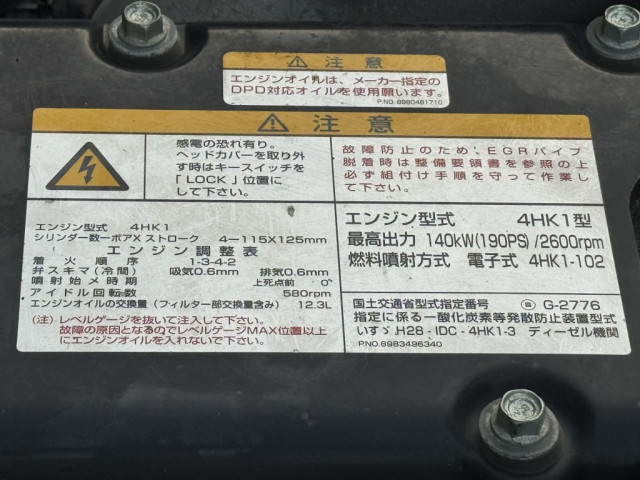 注意
エンジンオイルは、メーカー指定の
DPD対応オイルを使用願います。
P.NO. 8980461710
注意
感電の恐れ有り。
ヘッドカバーを取り外
す時はキースイッチを
「LOCK」位置に
して下さい。
故障防止のため、EGRパイプ
脱着時は整備要領書を参照の上
必ず組付け手順を守って作業し
て下さい。
エンジン型式 4HK1
シリンダー数ーボアXストローク 4ー115X125mm
エンジン調整表
着火順序 1-3-4-2
弁スキマ(冷間) 吸気0.6mm 排気0.6mm
噴射始メ時期 上死点前 0°
アイドル回転数 580rpm
エンジンオイルの交換量(フィルター部交換量含み) 12.3L
(注)レベルゲージを抜いて注入して下さい。
故障の原因となるのでレベルゲージMAX位置以上
にエンジンオイルを入れないで下さい。
エンジン型式 4HK1型
最高出力 140kW(190PS)/2600rpm
燃料噴射方式 電子式 4HK1-102
国土交通省型式指定番号 G-2776
指定に係る一酸化炭素等発散防止装置型式
いすゞH28-IDC-4HK1-3 ディーゼル機関
P.NO.8983496340